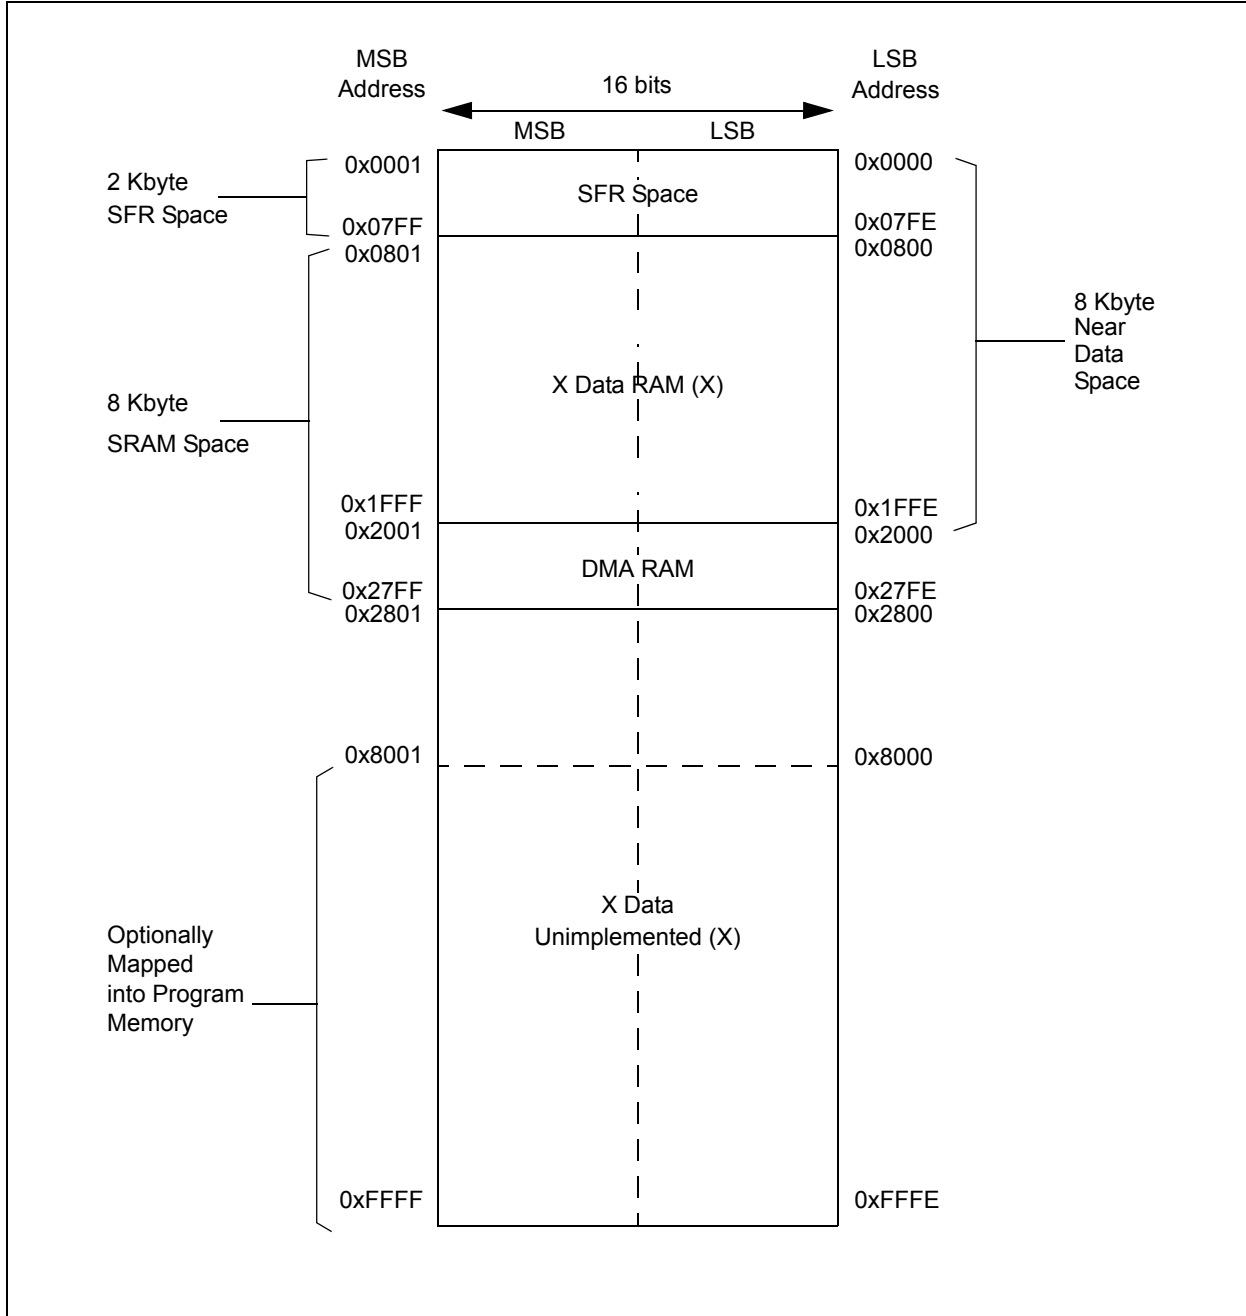 MSB
Address
LSB
Address
16 bits
MSB
LSB
0x0001
0x0000
2 Kbyte
SFR Space
SFR Space
0x07FF
0x07FE
0x0801
0x0800
8 Kbyte
Near
Data
Space
X Data RAM (X)
8 Kbyte
SRAM Space
0x1FFF
0x1FFE
0x2001
0x2000
DMA RAM
0x27FF
0x27FE
0x2801
0x2800
0x8001
0x8000
X Data
Unimplemented (X)
Optionally
Mapped
into Program
Memory
0xFFFF
0xFFFE